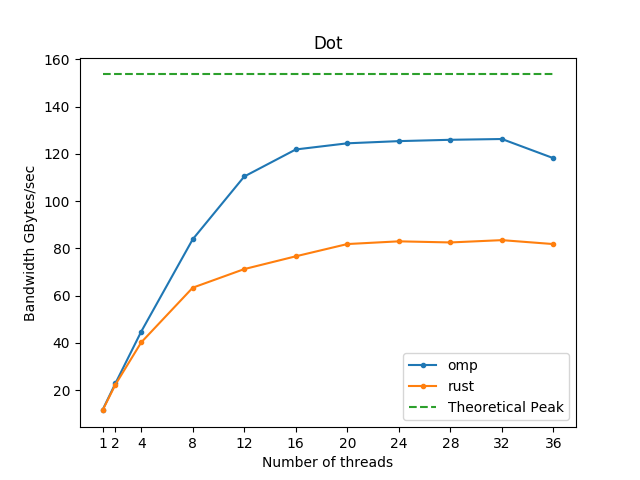 Dot
Bandwidth GBytes/sec
160
140
120
100
80
60
40
20
1 2 4 8 12 16 20 24 28 32 36
Number of threads
omp
rust
Theoretical Peak